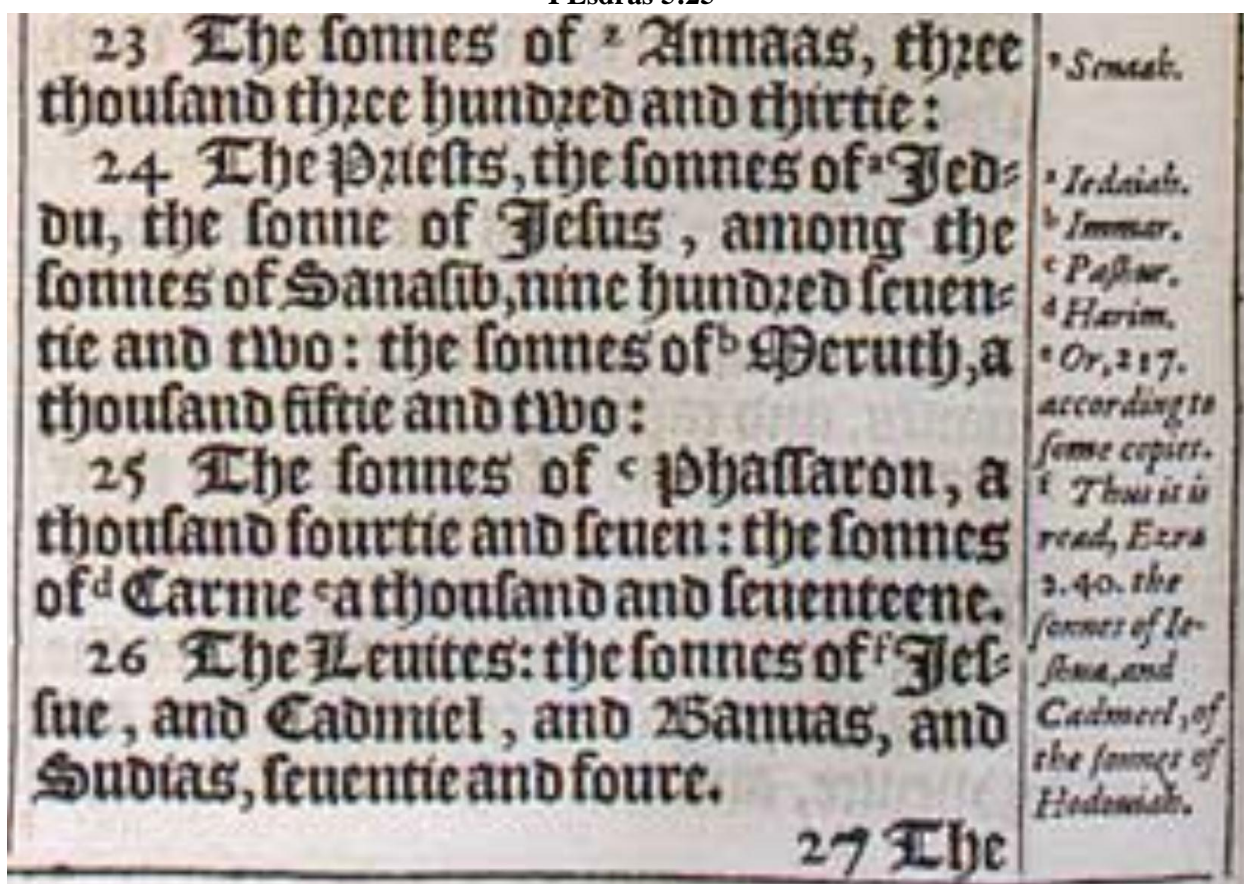 1 Esdras 5:25
23 The ſonnes of ᶻ Annaas, three
thouſand three hundred and thirtie:
24 The Prieſts, the ſonnes of ᵃ Jed-
du, the ſonne of Jeſus, among the
ſonnes of Sanaſib, nine hundred ſeuen-
tie and two: the ſonnes of ᵇ Meruth, a
thouſand fiftie and two:
25 The ſonnes of ᶜ Phaſſaron, a
thouſand fourtie and ſeuen: the ſonnes
of ᵈ Carme ᵉ a thouſand and ſeuenteene.
26 The Leuites: the ſonnes of ᶠ Jeſ-
ſue, and Cadmiel, and Bannas, and
Sudias, ſeuentie and foure.
27 The
ᶻ Senaah.
ᵃ Iedaiah.
ᵇ Immer.
ᶜ Paſhur.
ᵈ Harim.
ᵉ Or, 217.
according to
ſome copies.
ᶠ Thus it is
read, Ezra
2.40. the
ſonnes of Ie-
ſhua, and
Cadmeel, of
the ſonnes of
Hodouiah.